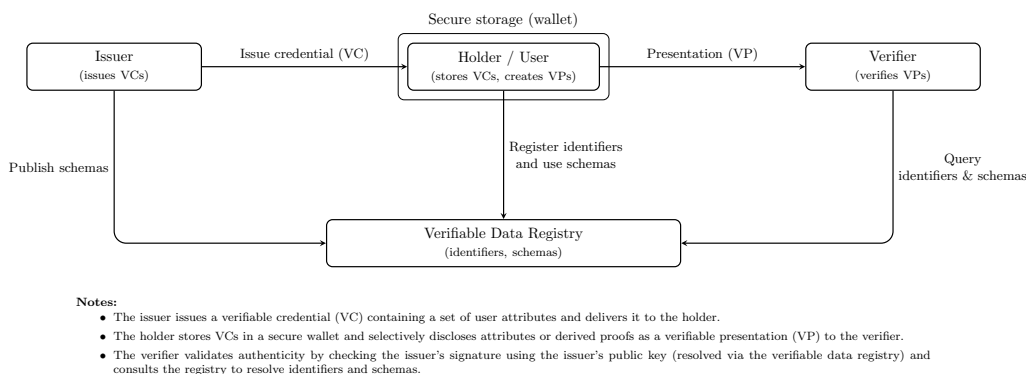 Secure storage (wallet)
Issuer
(issues VCs)
Issue credential (VC)
Holder / User
(stores VCs, creates VPs)
Presentation (VP)
Verifier
(verifies VPs)
Publish schemas
Register identifiers
and use schemas
Query
identifiers & schemas
Verifiable Data Registry
(identifiers, schemas)
Notes:
• The issuer issues a verifiable credential (VC) containing a set of user attributes and delivers it to the holder.
• The holder stores VCs in a secure wallet and selectively discloses attributes or derived proofs as a verifiable presentation (VP) to the verifier.
• The verifier validates authenticity by checking the issuer's signature using the issuer's public key (resolved via the verifiable data registry) and
consults the registry to resolve identifiers and schemas.